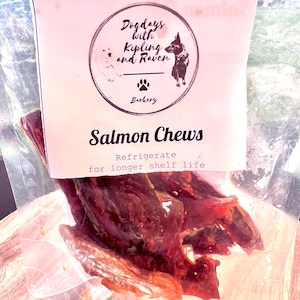 Dogdays
with
Kipling
and Raven
Barkery
Salmon Chews
Refrigerate
for longer shelf life